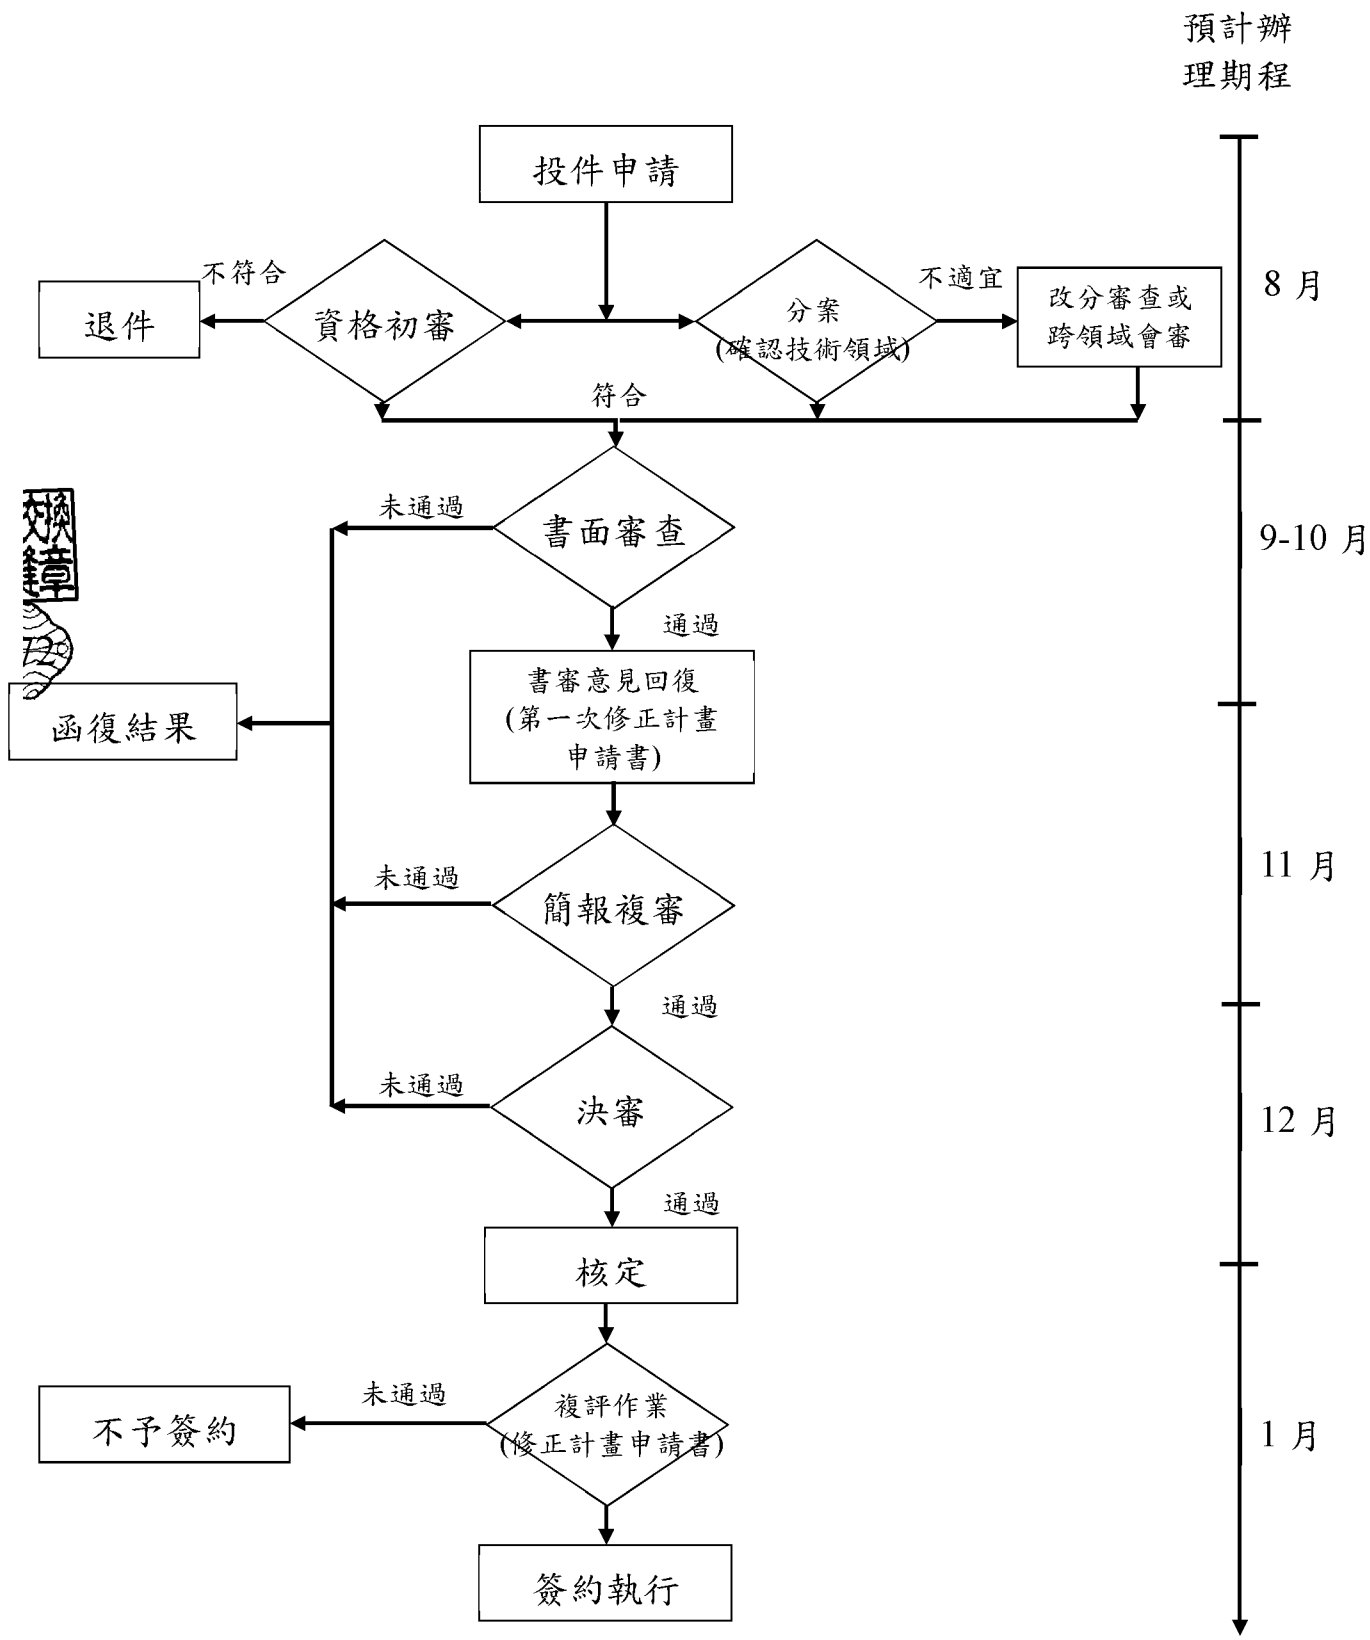 預計辦
理期程
投件申請
不符合
退件
資格初審
分案
(確認技術領域)
不適宜
改分審查或
跨領域會審
8 月
符合
未通過
書面審查
9-10 月
換
章
通過
書審意見回復
(第一次修正計畫
申請書)
函復結果
未通過
簡報複審
11 月
通過
未通過
決審
12 月
通過
核定
未通過
不予簽約
複評作業
(修正計畫申請書)
1 月
簽約執行